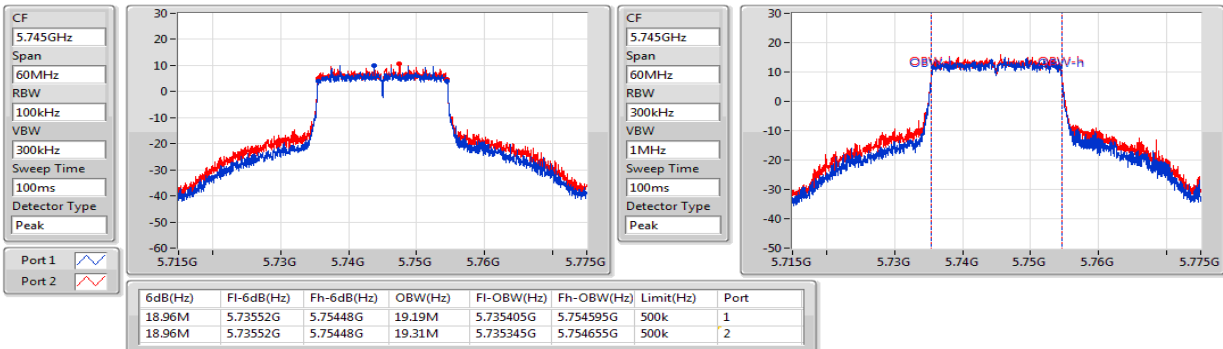 CF
5.745GHz
Span
60MHz
RBW
100kHz
VBW
300kHz
Sweep Time
100ms
Detector Type
Peak
Port 1
Port 2
30
20
10
0
-10
-20
-30
-40
-50
-60
5.715G 5.73G 5.74G 5.75G 5.76G 5.775G
CF
5.745GHz
Span
60MHz
RBW
300kHz
VBW
1MHz
Sweep Time
100ms
Detector Type
Peak
30
20
10
0
-10
-20
-30
-40
-50
OBW OBW-h
5.715G 5.73G 5.74G 5.75G 5.76G 5.775G
6dB(Hz) Fl-6dB(Hz) Fh-6dB(Hz) OBW(Hz) Fl-OBW(Hz) Fh-OBW(Hz) Limit(Hz) Port
18.96M 5.73552G 5.75448G 19.19M 5.735405G 5.754595G 500k 1
18.96M 5.73552G 5.75448G 19.31M 5.735345G 5.754655G 500k 2